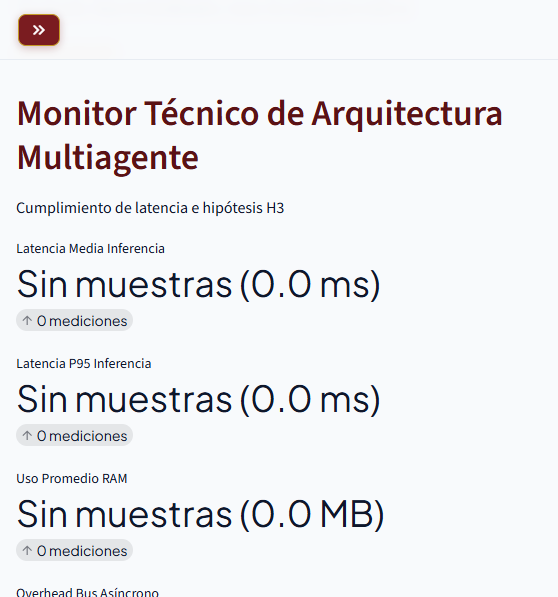 Monitor Técnico de Arquitectura
Multiagente
Cumplimiento de latencia e hipótesis H3
Latencia Media Inferencia
Sin muestras (0.0 ms)
↑ 0 mediciones
Latencia P95 Inferencia
Sin muestras (0.0 ms)
↑ 0 mediciones
Uso Promedio RAM
Sin muestras (0.0 MB)
↑ 0 mediciones
Overhead Bus Asíncrono